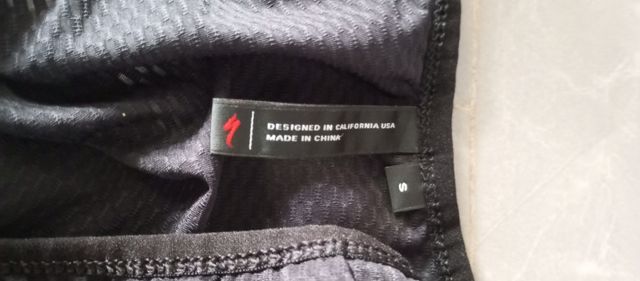 DESIGNED IN CALIFORNIA USA
MADE IN CHINA
S